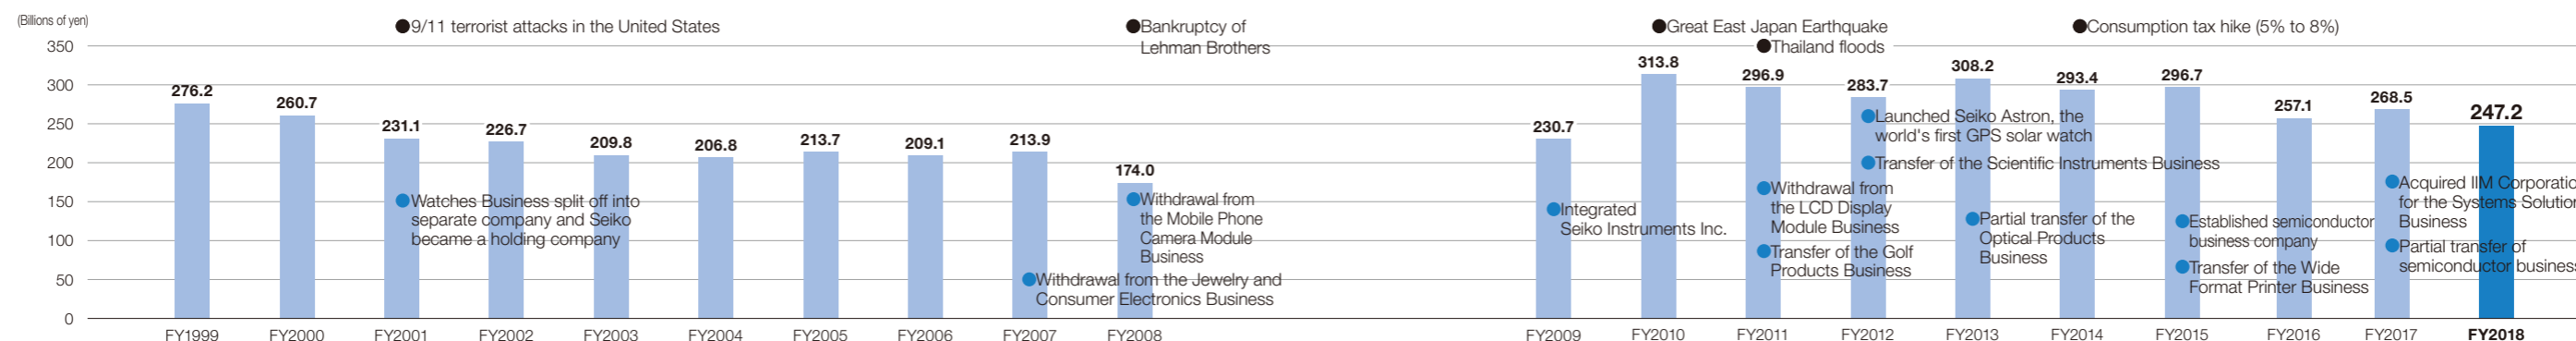 (Billions of yen)
●9/11 terrorist attacks in the United States
●Bankruptcy of
Lehman Brothers
●Great East Japan Earthquake
●Thailand floods
●Consumption tax hike (5% to 8%)
350
300
250
200
150
100
50
0
276.2
260.7
231.1
226.7
209.8
206.8
213.7
209.1
213.9
174.0
230.7
313.8
296.9
283.7
308.2
293.4
296.7
257.1
268.5
247.2
●Watches Business split off into
separate company and Seiko
became a holding company
●Withdrawal from the Jewelry and
Consumer Electronics Business
●Withdrawal from
the Mobile Phone
Camera Module
Business
●Integrated
Seiko Instruments Inc.
●Withdrawal from
the LCD Display
Module Business
●Transfer of the Golf
Products Business
●Launched Seiko Astron, the
world's first GPS solar watch
●Transfer of the Scientific Instruments Business
●Partial transfer of the
Optical Products
Business
●Established semiconductor
business company
●Transfer of the Wide
Format Printer Business
●Acquired IIM Corporatio
for the Systems Solution
Business
●Partial transfer of
semiconductor business
FY1999
FY2000
FY2001
FY2002
FY2003
FY2004
FY2005
FY2006
FY2007
FY2008
FY2009
FY2010
FY2011
FY2012
FY2013
FY2014
FY2015
FY2016
FY2017
FY2018